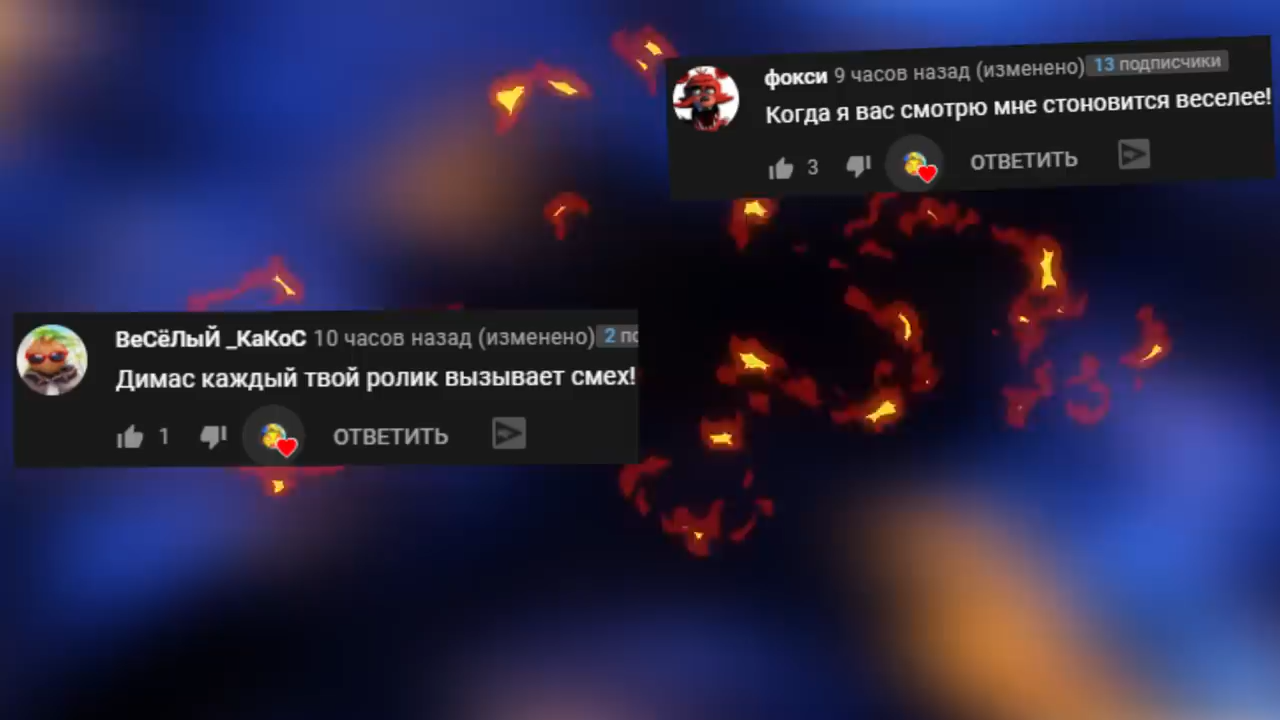 фокси 9 часов назад (изменено) 13 подписчики
Когда я вас смотрю мне стоновится веселее!
3 ОТВЕТИТЬ
ВеСёЛыЙ _КаКоС 10 часов назад (изменено) 2
Димас каждый твой ролик вызывает смех!
1 ОТВЕТИТЬ